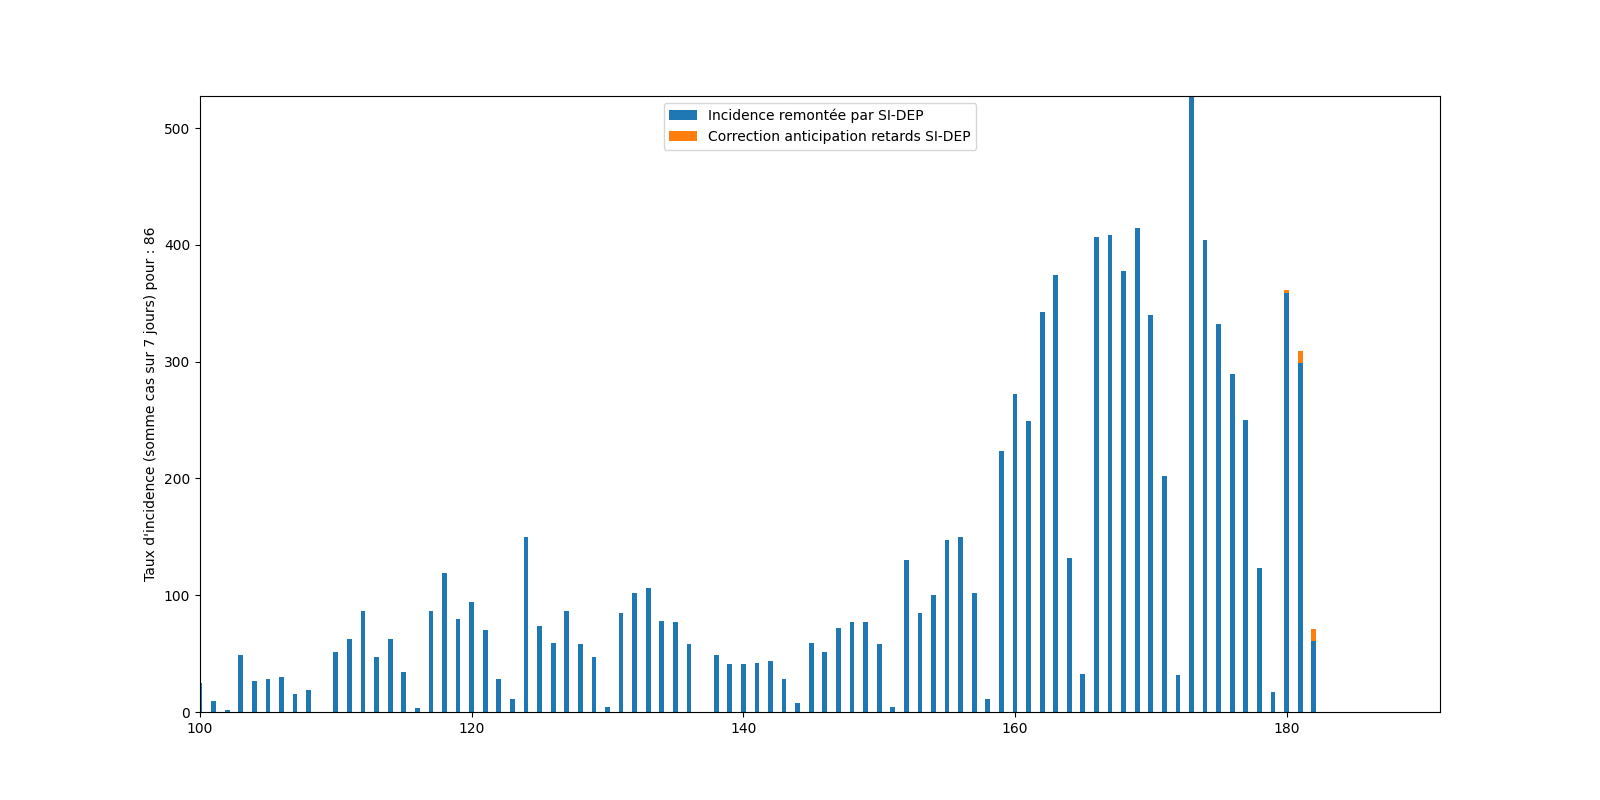 Incidence remontée par SI-DEP
Correction anticipation retards SI-DEP
Taux d'incidence (somme cas sur 7 jours) pour : 86
500
400
300
200
100
0
100 120 140 160 180